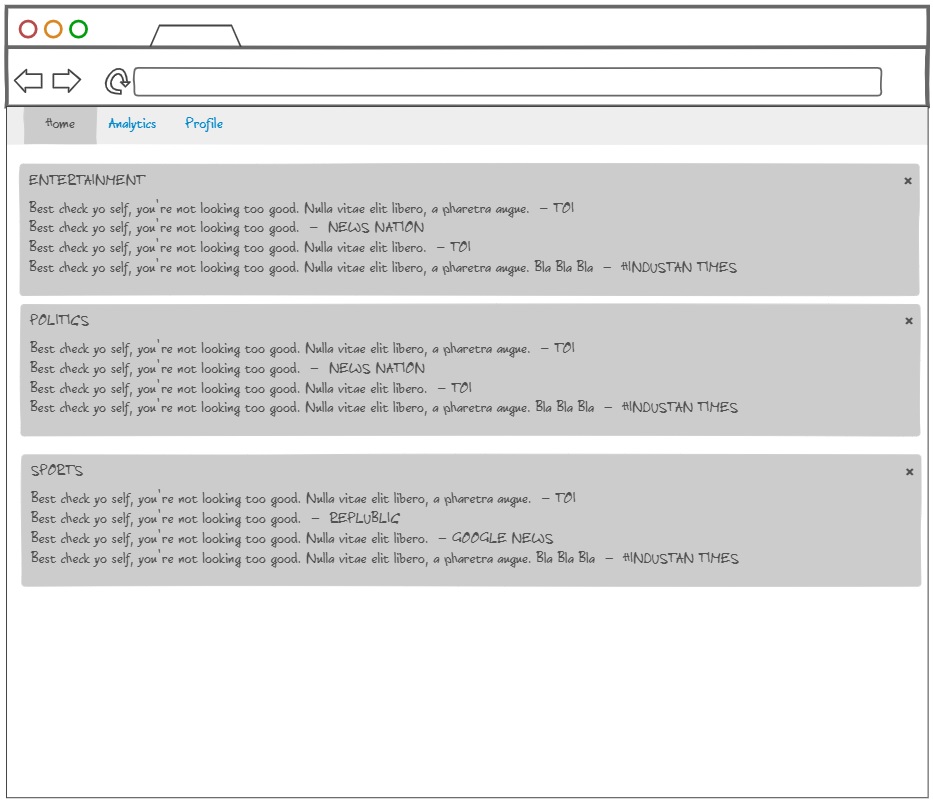 Home Analytics Profile
ENTERTAINMENT
Best check yo self, you're not looking too good. Nulla vitae elit libero, a pharetra augue. – TOI
Best check yo self, you're not looking too good. – NEWS NATION
Best check yo self, you're not looking too good. Nulla vitae elit libero. – TOI
Best check yo self, you're not looking too good. Nulla vitae elit libero, a pharetra augue. Bla Bla Bla – HINDUSTAN TIMES
POLITICS
Best check yo self, you're not looking too good. Nulla vitae elit libero, a pharetra augue. – TOI
Best check yo self, you're not looking too good. – NEWS NATION
Best check yo self, you're not looking too good. Nulla vitae elit libero. – TOI
Best check yo self, you're not looking too good. Nulla vitae elit libero, a pharetra augue. Bla Bla Bla – HINDUSTAN TIMES
SPORTS
Best check yo self, you're not looking too good. Nulla vitae elit libero, a pharetra augue. – TOI
Best check yo self, you're not looking too good. – REPLUBLIC
Best check yo self, you're not looking too good. Nulla vitae elit libero. – GOOGLE NEWS
Best check yo self, you're not looking too good. Nulla vitae elit libero, a pharetra augue. Bla Bla Bla – HINDUSTAN TIMES